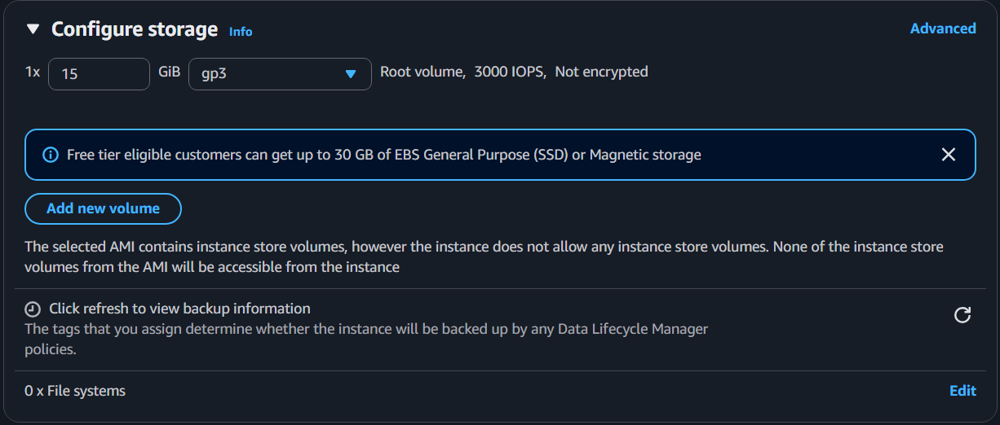 Configure storage Info Advanced
1x 15 GiB gp3 Root volume, 3000 IOPS, Not encrypted
Free tier eligible customers can get up to 30 GB of EBS General Purpose (SSD) or Magnetic storage
Add new volume
The selected AMI contains instance store volumes, however the instance does not allow any instance store volumes. None of the instance store
volumes from the AMI will be accessible from the instance
Click refresh to view backup information
The tags that you assign determine whether the instance will be backed up by any Data Lifecycle Manager
policies.
0 x File systems Edit